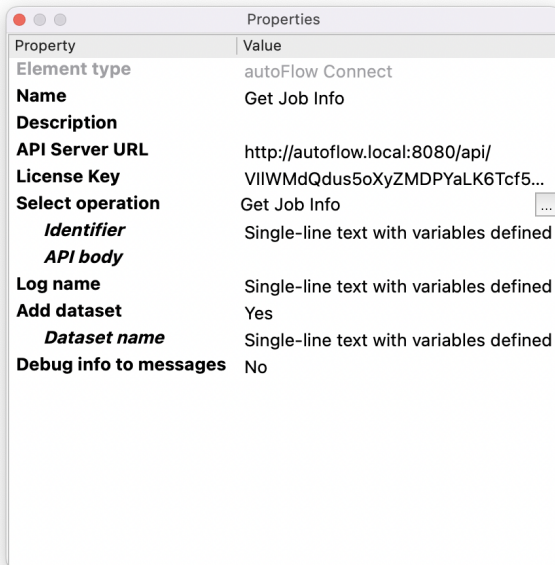 Properties
Property Value
Element type autoFlow Connect
Name Get Job Info
Description
API Server URL http://autoflow.local:8080/api/
License Key VIIWMdQdus5oXyZMDPYaLK6Tcf5...
Select operation Get Job Info ...
Identifier Single-line text with variables defined
API body
Log name Single-line text with variables defined
Add dataset Yes
Dataset name Single-line text with variables defined
Debug info to messages No